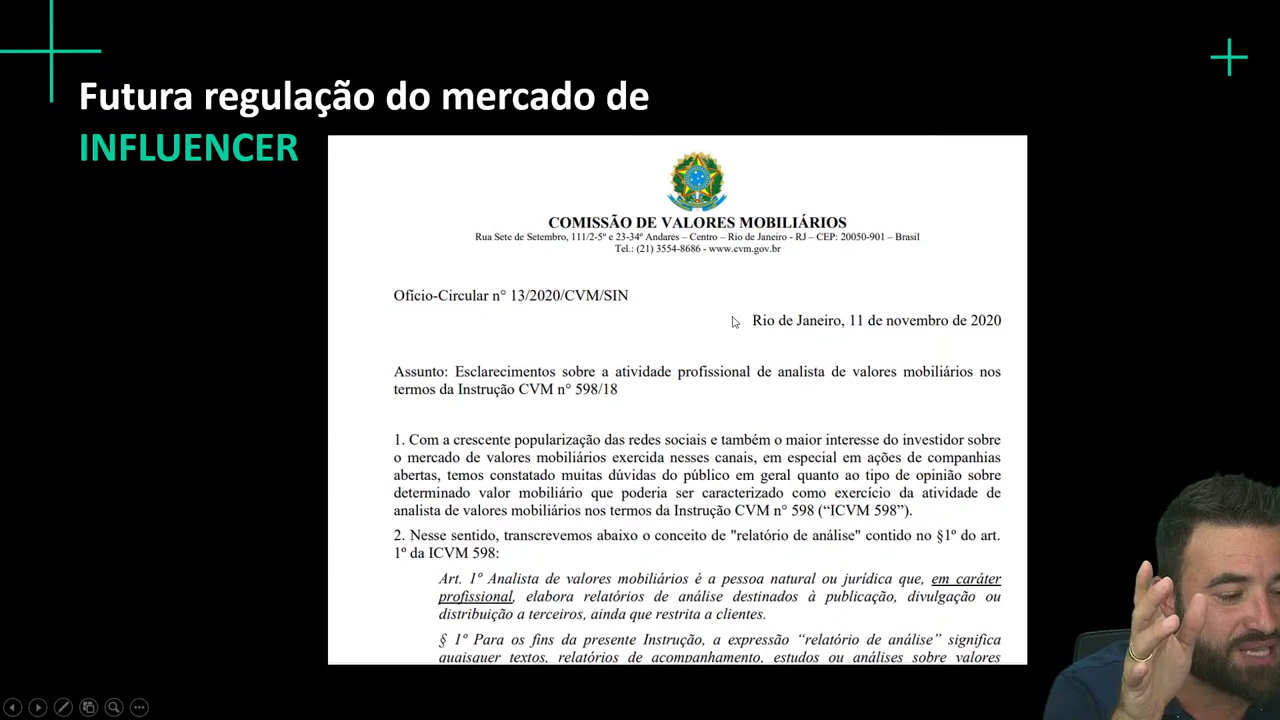 Futura regulação do mercado de
INFLUENCER
COMISSÃO DE VALORES MOBILIÁRIOS
Rua Sete de Setembro, 111/2-5º e 23-34º Andares – Centro – Rio de Janeiro - RJ – CEP: 20050-901 – Brasil
Tel.: (21) 3554-8686 - www.cvm.gov.br
Ofício-Circular n° 13/2020/CVM/SIN
Rio de Janeiro, 11 de novembro de 2020
Assunto: Esclarecimentos sobre a atividade profissional de analista de valores mobiliários nos
termos da Instrução CVM n° 598/18
1. Com a crescente popularização das redes sociais e também o maior interesse do investidor sobre
o mercado de valores mobiliários exercida nesses canais, em especial em ações de companhias
abertas, temos constatado muitas dúvidas do público em geral quanto ao tipo de opinião sobre
determinado valor mobiliário que poderia ser caracterizado como exercício da atividade de
analista de valores mobiliários nos termos da Instrução CVM n° 598 (“ICVM 598”).
2. Nesse sentido, transcrevemos abaixo o conceito de "relatório de análise" contido no §1º do art.
1º da ICVM 598:
Art. 1º Analista de valores mobiliários é a pessoa natural ou jurídica que, em caráter
profissional, elabora relatórios de análise destinados à publicação, divulgação ou
distribuição a terceiros, ainda que restrita a clientes.
§ 1º Para os fins da presente Instrução, a expressão “relatório de análise” significa
quaisquer textos, relatórios de acompanhamento, estudos ou análises sobre valores